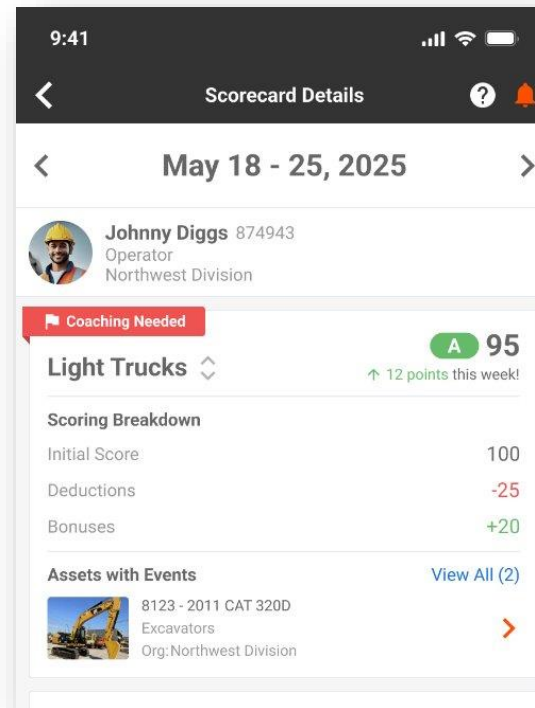 9:41
Scorecard Details
May 18 - 25, 2025
Johnny Diggs 874943
Operator
Northwest Division
Coaching Needed
Light Trucks
A 95
12 points this week!
Scoring Breakdown
Initial Score 100
Deductions -25
Bonuses +20
Assets with Events View All (2)
8123 - 2011 CAT 320D
Excavators
Org:Northwest Division